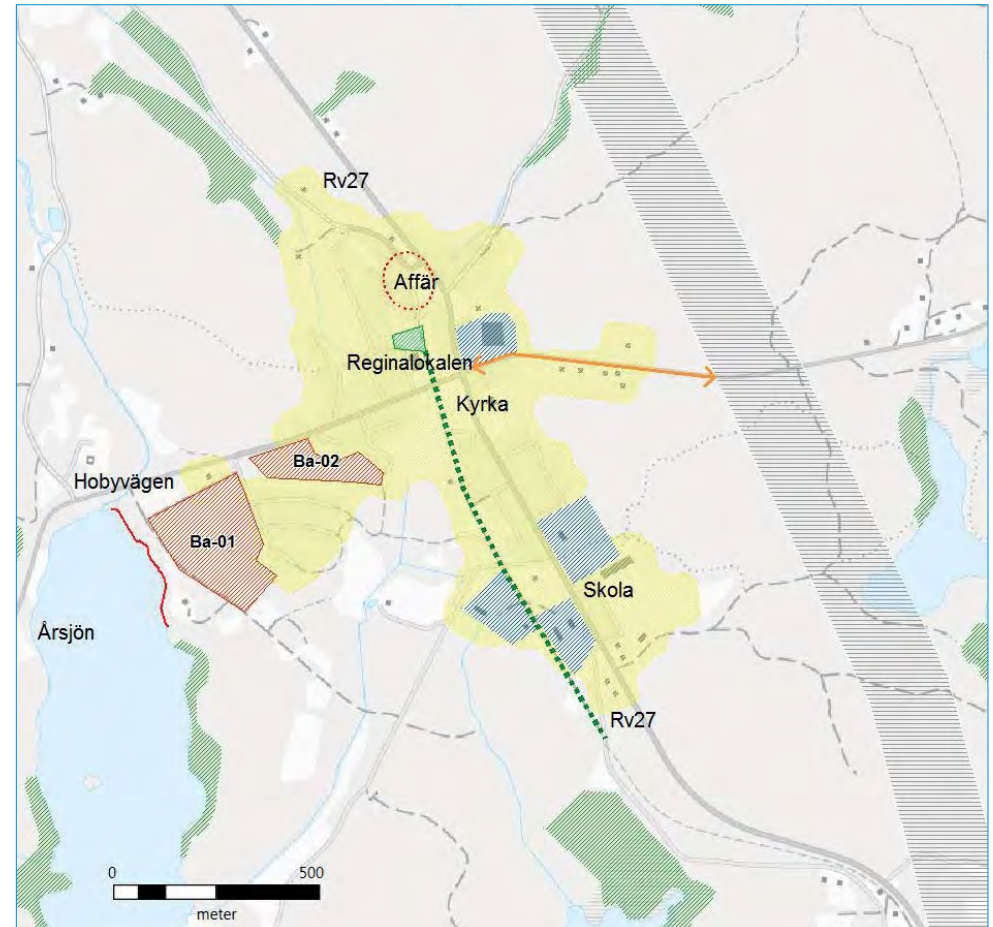 Rv27
Affär
Reginalokalen
Kyrka
Ba-02
Hobyvägen
Ba-01
Skola
Årsjön
Rv27
0 500
meter